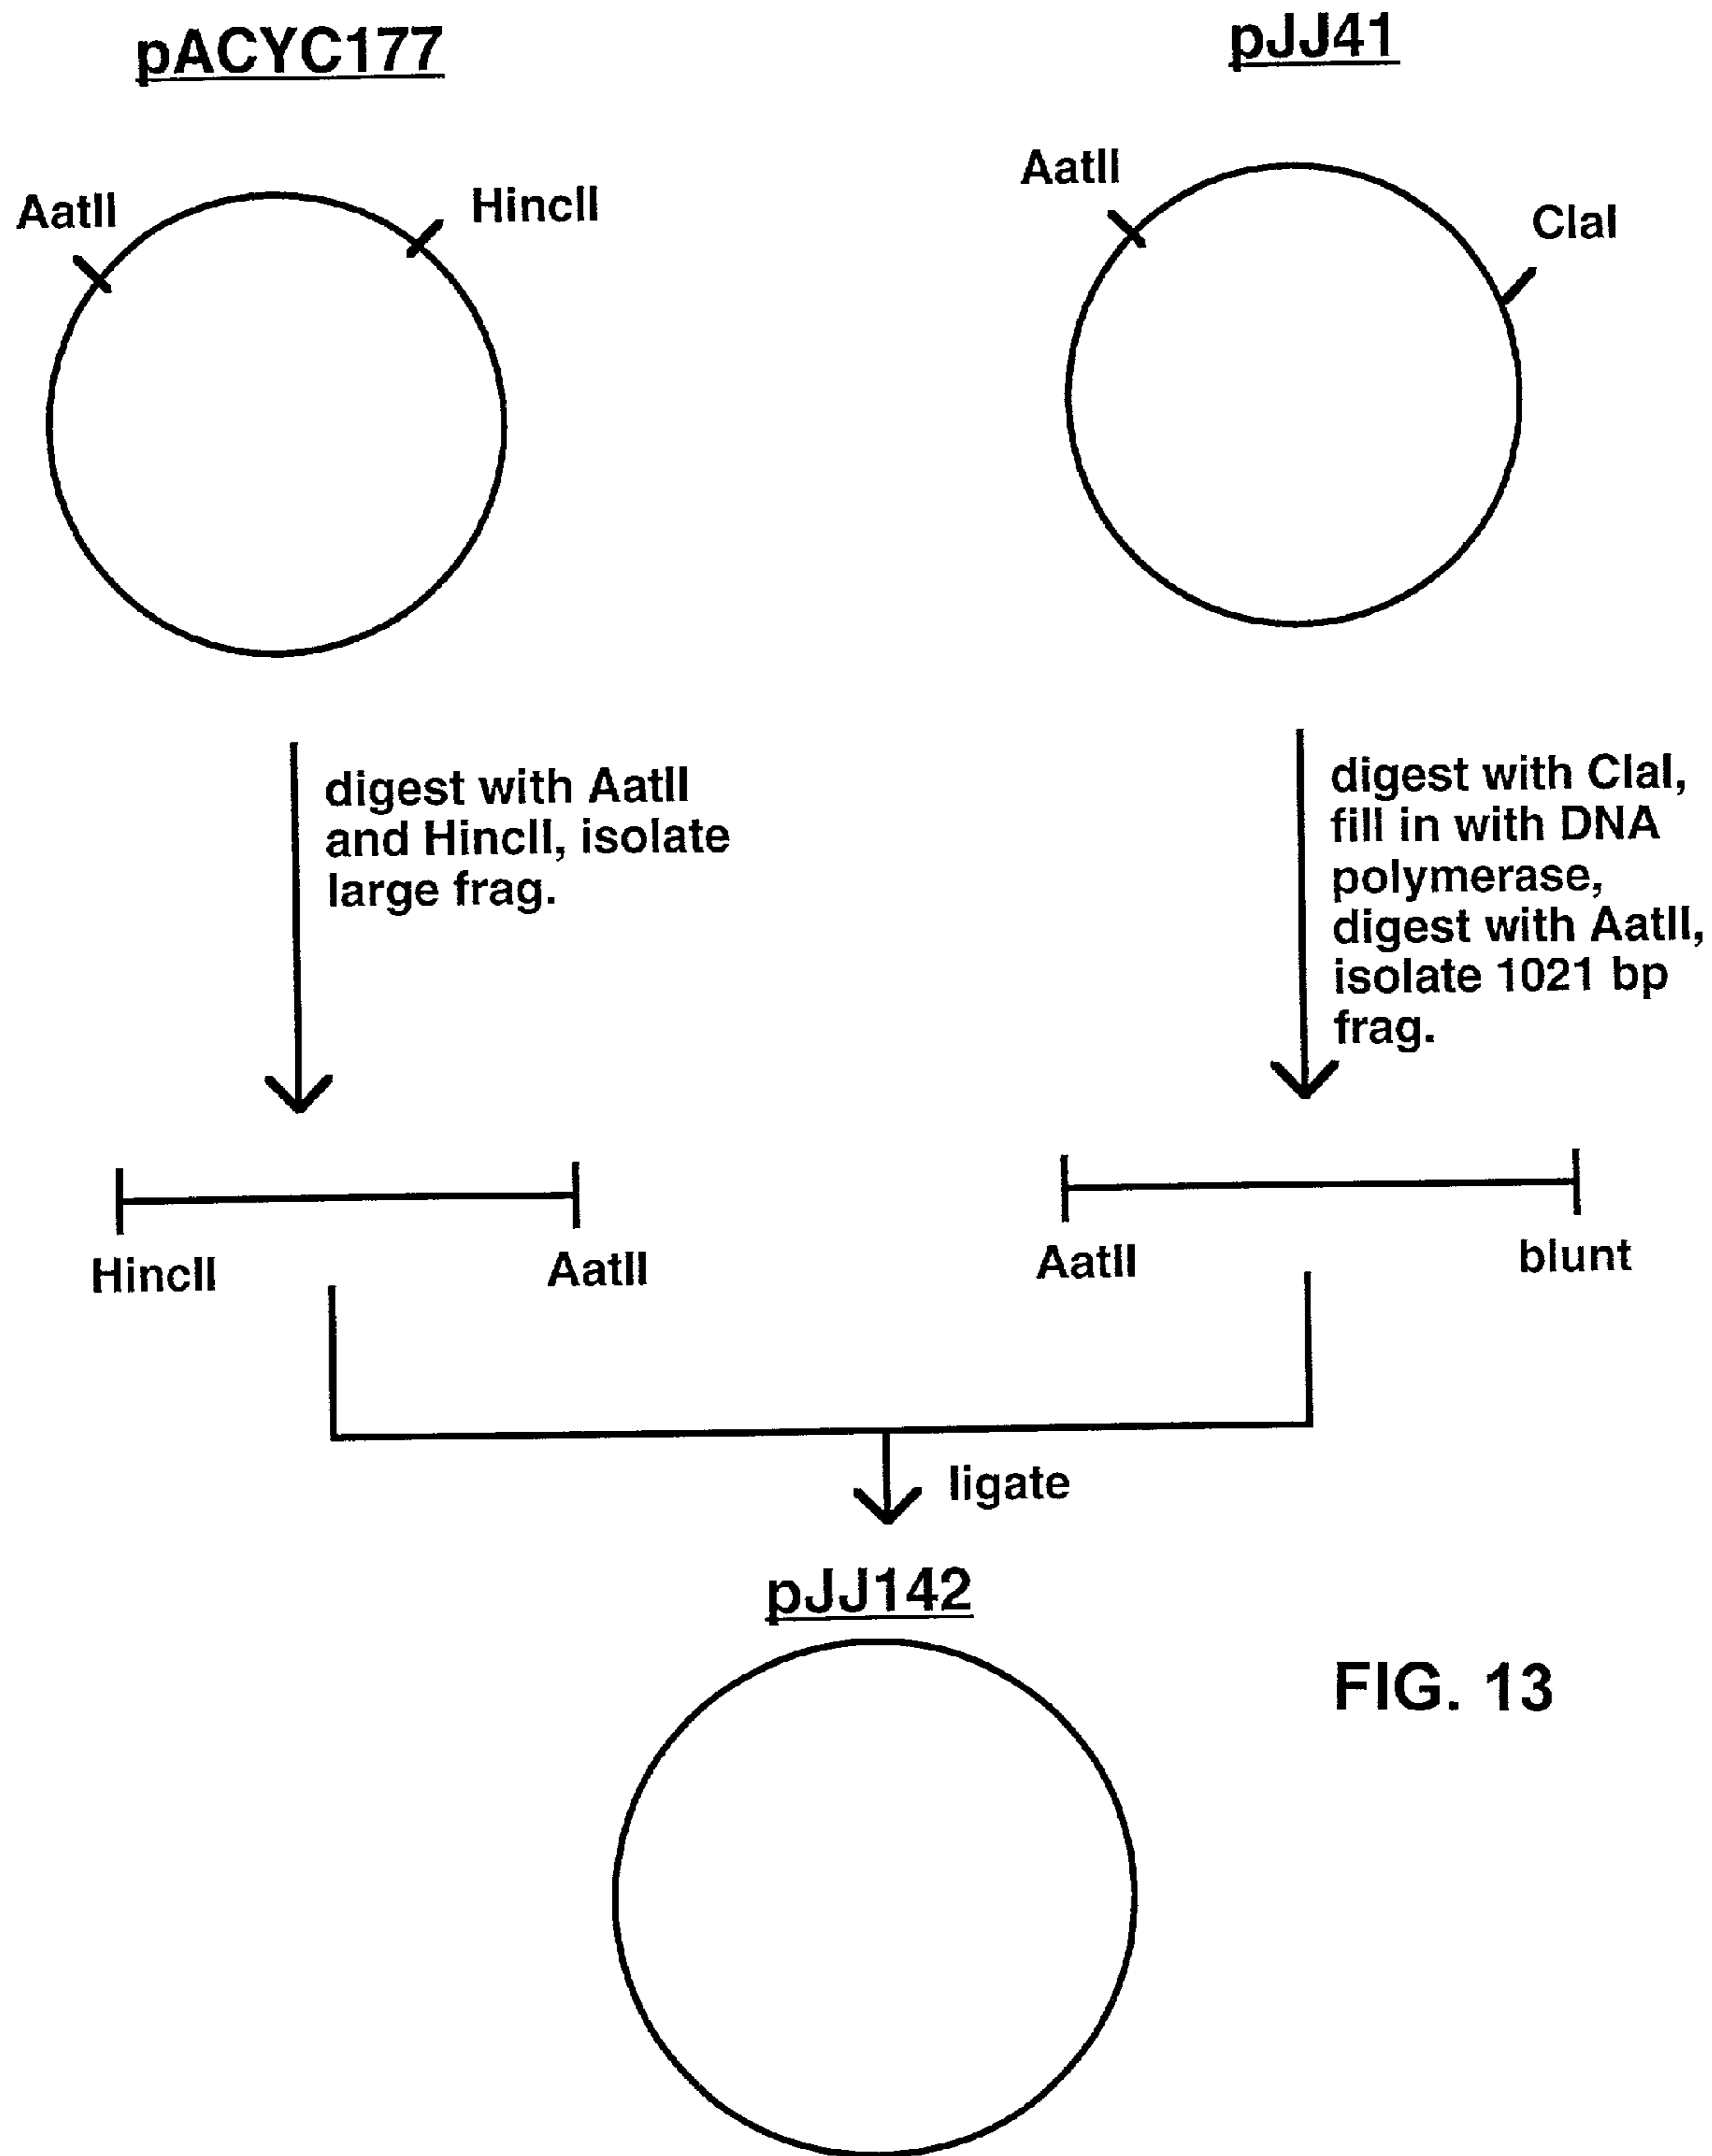 pACYC177
pJJ41
AatII
HincII
AatII
ClaI
digest with AatII
and HincII, isolate
large frag.
digest with ClaI,
fill in with DNA
polymerase,
digest with AatII,
isolate 1021 bp
frag.
HincII
AatII
AatII
blunt
ligate
pJJ142
FIG. 13